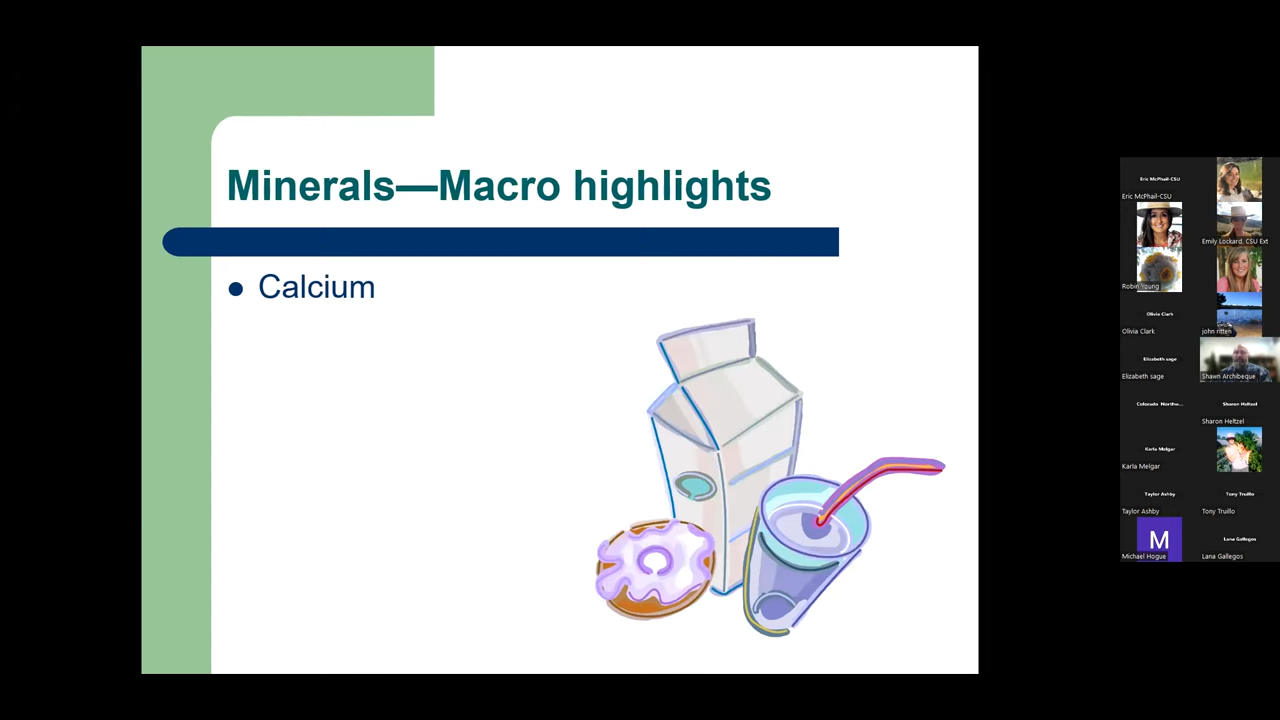 Minerals—Macro highlights
Calcium
Eric McPhail-CSU
Eric McPhail-CSU
Emily Lockard, CSU Ext
Robin Young
Olivia Clark
Olivia Clark
john ritten
Elizabeth sage
Elizabeth sage
Shawn Archibeque
Colorado Northw...
Sharon Heltzel
Sharon Heltzel
Karla Melgar
Karla Melgar
Taylor Ashby
Tony Truillo
Taylor Ashby
Tony Truillo
M
Michael Hogue
Lana Gallegos
Lana Gallegos